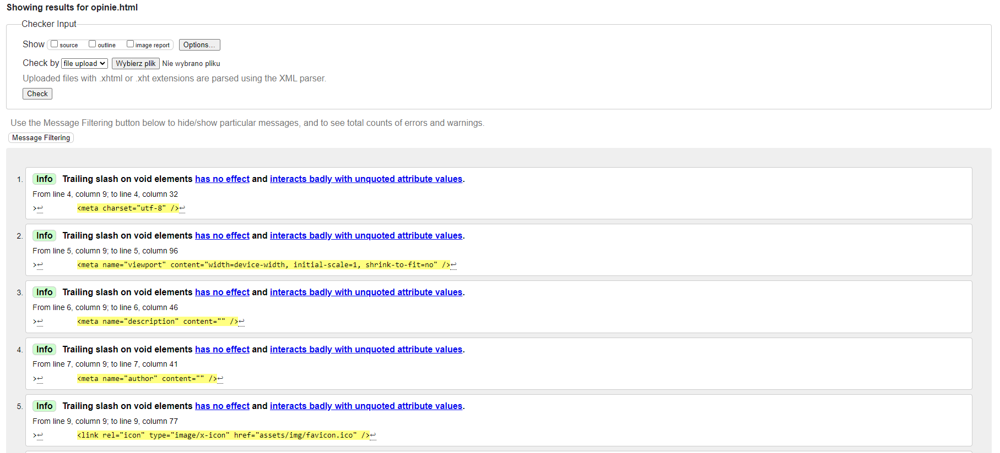 Showing results for opinie.html
Checker Input
Show source outline image report Options...
Check by file upload Wybierz plik Nie wybrano pliku
Uploaded files with .xhtml or .xht extensions are parsed using the XML parser.
Check
Use the Message Filtering button below to hide/show particular messages, and to see total counts of errors and warnings.
Message Filtering
1. Info Trailing slash on void elements has no effect and interacts badly with unquoted attribute values.
From line 4, column 9; to line 4, column 32
>↩ <meta charset="utf-8" />↩
2. Info Trailing slash on void elements has no effect and interacts badly with unquoted attribute values.
From line 5, column 9; to line 5, column 96
>↩ <meta name="viewport" content="width=device-width, initial-scale=1, shrink-to-fit=no" />↩
3. Info Trailing slash on void elements has no effect and interacts badly with unquoted attribute values.
From line 6, column 9; to line 6, column 46
>↩ <meta name="description" content="" />↩
4. Info Trailing slash on void elements has no effect and interacts badly with unquoted attribute values.
From line 7, column 9; to line 7, column 41
>↩ <meta name="author" content="" />↩
5. Info Trailing slash on void elements has no effect and interacts badly with unquoted attribute values.
From line 9, column 9; to line 9, column 77
>↩ <link rel="icon" type="image/x-icon" href="assets/img/favicon.ico" />↩